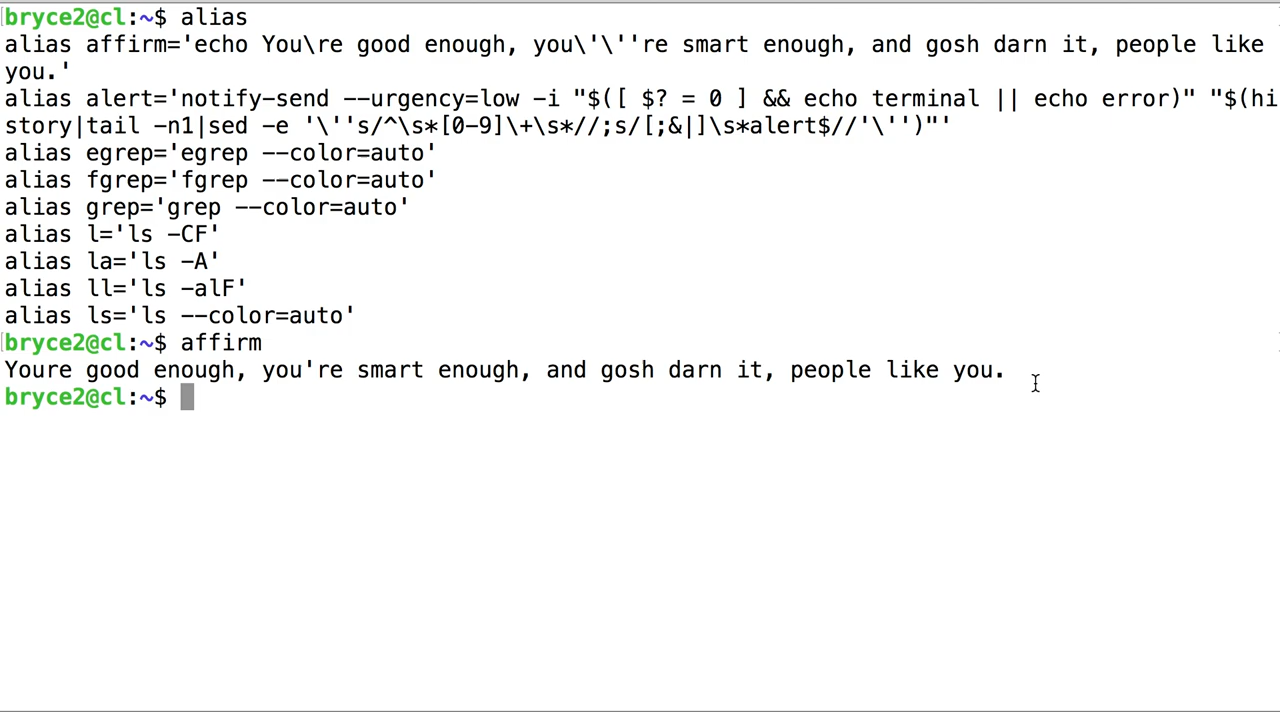 bryce2@cl:~$ alias
alias affirm='echo You\re good enough, you\'\''re smart enough, and gosh darn it, people like
you.'
alias alert='notify-send --urgency=low -i "$([ $? = 0 ] && echo terminal || echo error)" "$(hi
story|tail -n1|sed -e '\''s/^\s*[0-9]\+\s*//;s/[;&|]\s*alert$//'\'')"'
alias egrep='egrep --color=auto'
alias fgrep='fgrep --color=auto'
alias grep='grep --color=auto'
alias l='ls -CF'
alias la='ls -A'
alias ll='ls -alF'
alias ls='ls --color=auto'
bryce2@cl:~$ affirm
Youre good enough, you're smart enough, and gosh darn it, people like you.
bryce2@cl:~$